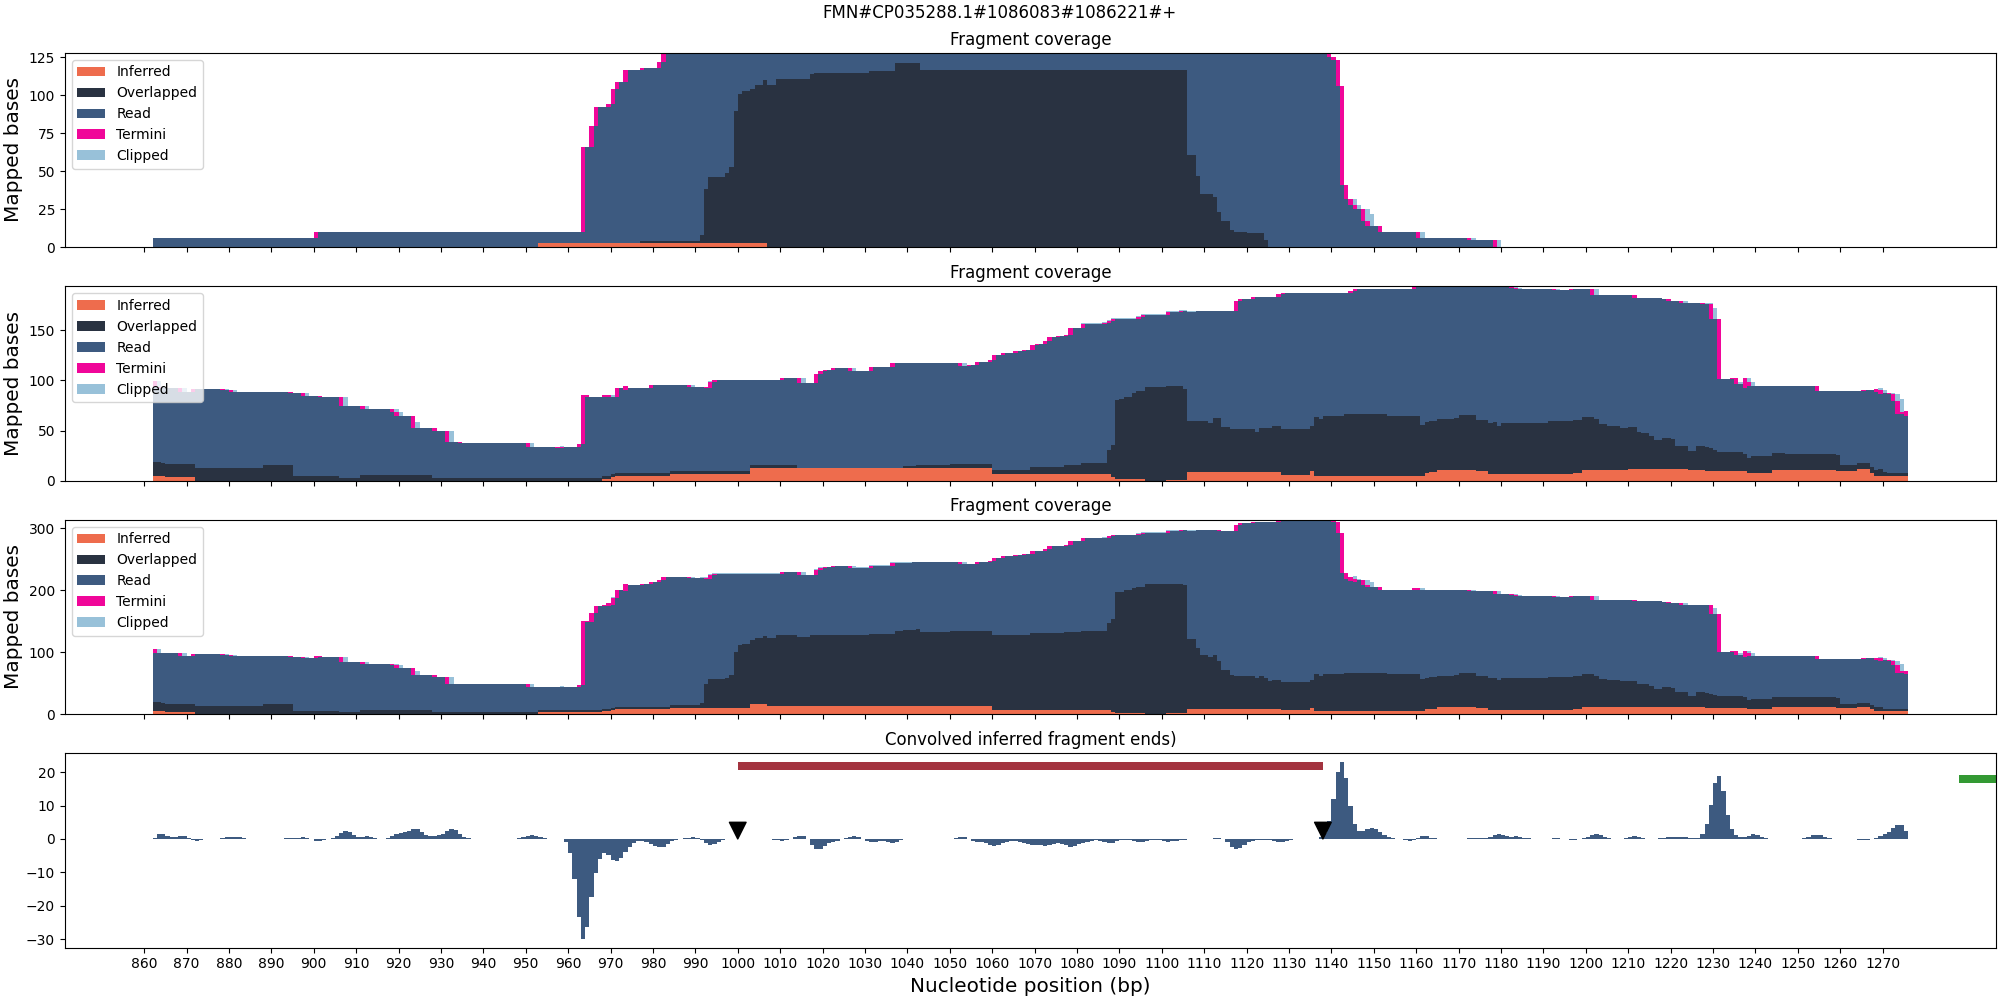 FMN#CP035288.1#1086083#1086221#+
Fragment coverage
Mapped bases
125
100
75
50
25
0
Inferred
Overlapped
Read
Termini
Clipped
Fragment coverage
Mapped bases
150
100
50
0
Inferred
Overlapped
Read
Termini
Clipped
Fragment coverage
Mapped bases
300
200
100
0
Inferred
Overlapped
Read
Termini
Clipped
Convolved inferred fragment ends)
20
10
0
−10
−20
−30
860 870 880 890 900 910 920 930 940 950 960 970 980 990 1000 1010 1020 1030 1040 1050 1060 1070 1080 1090 1100 1110 1120 1130 1140 1150 1160 1170 1180 1190 1200 1210 1220 1230 1240 1250 1260 1270
Nucleotide position (bp)